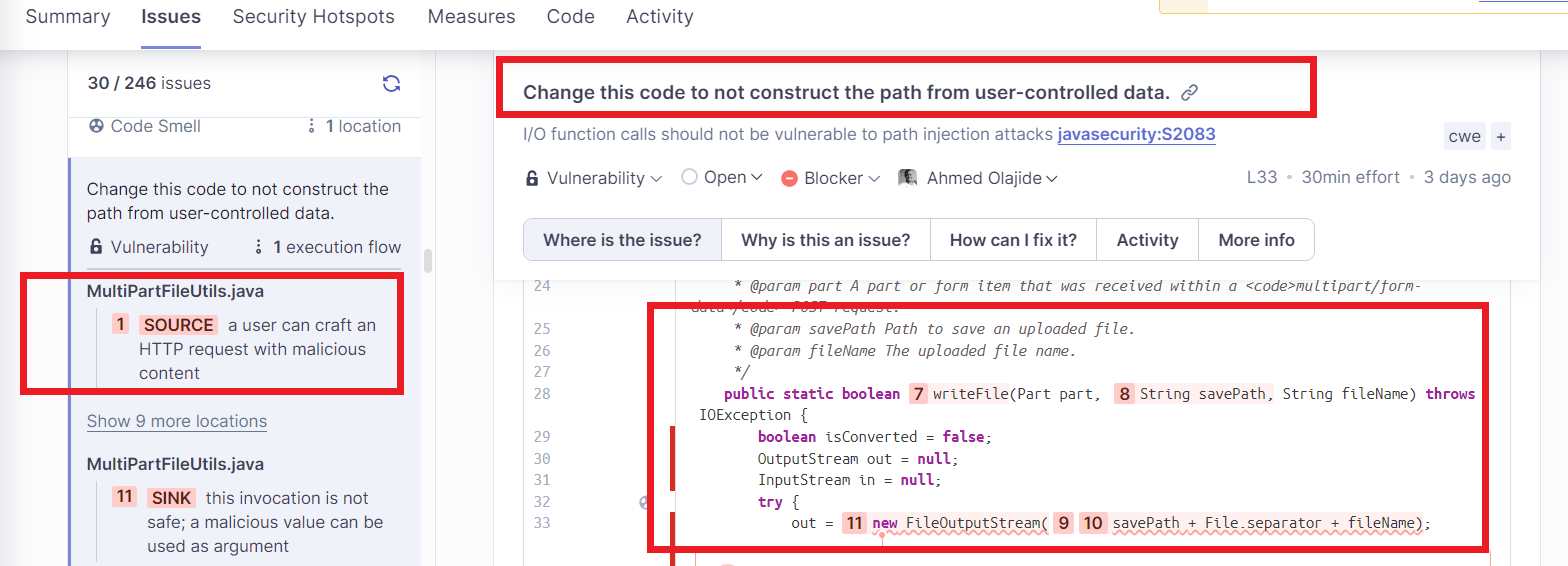 Summary Issues Security Hotspots Measures Code Activity
30 / 246 issues
Code Smell 1 location
Change this code to not construct the
path from user-controlled data.
Vulnerability 1 execution flow
MultiPartFileUtils.java
1 SOURCE a user can craft an
HTTP request with malicious
content
Show 9 more locations
MultiPartFileUtils.java
11 SINK this invocation is not
safe; a malicious value can be
used as argument
Change this code to not construct the path from user-controlled data.
I/O function calls should not be vulnerable to path injection attacks javasecurity:S2083
cwe +
Vulnerability Open Blocker Ahmed Olajide L33 • 30min effort • 3 days ago
Where is the issue? Why is this an issue? How can I fix it? Activity More info
24 * @param part A part or form item that was received within a <code>multipart/form-
25 * @param savePath Path to save an uploaded file.
26 * @param fileName The uploaded file name.
27 */
28 public static boolean 7 writeFile(Part part, 8 String savePath, String fileName) throws
IOException {
29 boolean isConverted = false;
30 OutputStream out = null;
31 InputStream in = null;
32 try {
33 out = 11 new FileOutputStream( 9 10 savePath + File.separator + fileName);